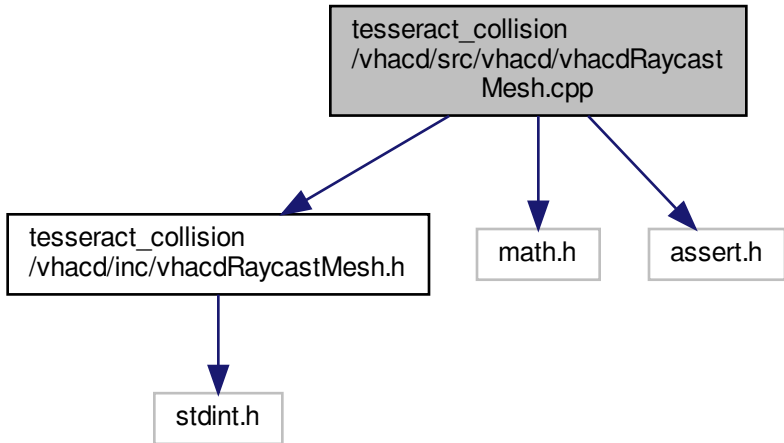 tesseract_collision
/vhacd/src/vhacd/vhacdRaycast
Mesh.cpp
tesseract_collision
/vhacd/inc/vhacdRaycastMesh.h
math.h
assert.h
stdint.h